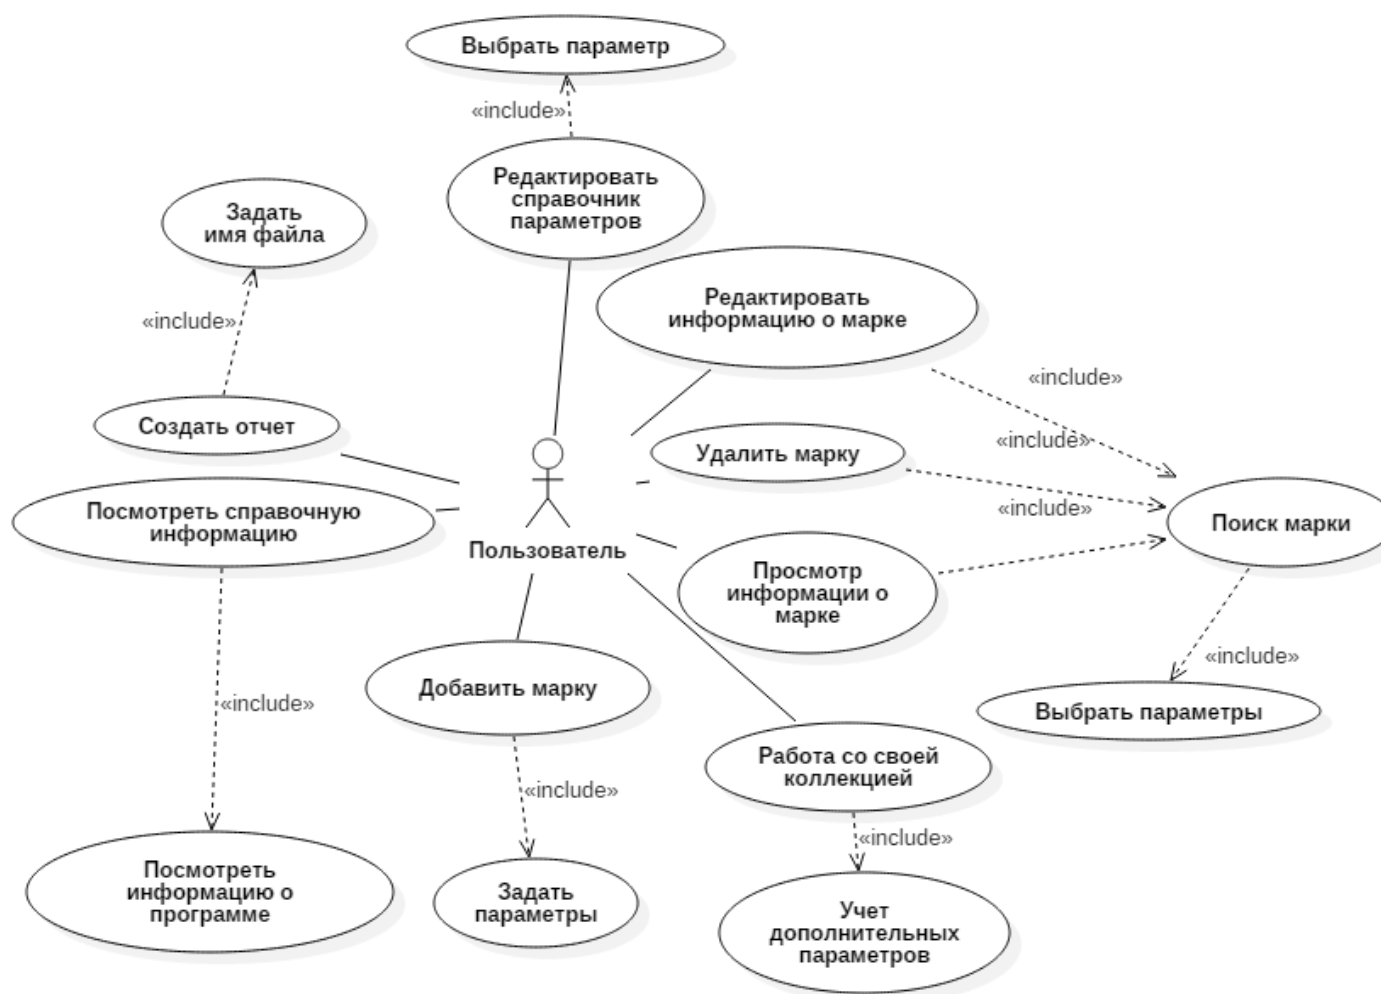 Выбрать параметр
«include»
Редактировать
справочник
параметров
Задать
имя файла
«include»
Редактировать
информацию о марке
«include»
Создать отчет
«include»
Удалить марку
Посмотреть справочную
информацию
«include»
Поиск марки
Пользователь
Просмотр
информации о
марке
«include»
«include»
Добавить марку
Выбрать параметры
Работа со своей
коллекцией
«include»
«include»
Посмотреть
информацию о
программе
Задать
параметры
Учет
дополнительных
параметров